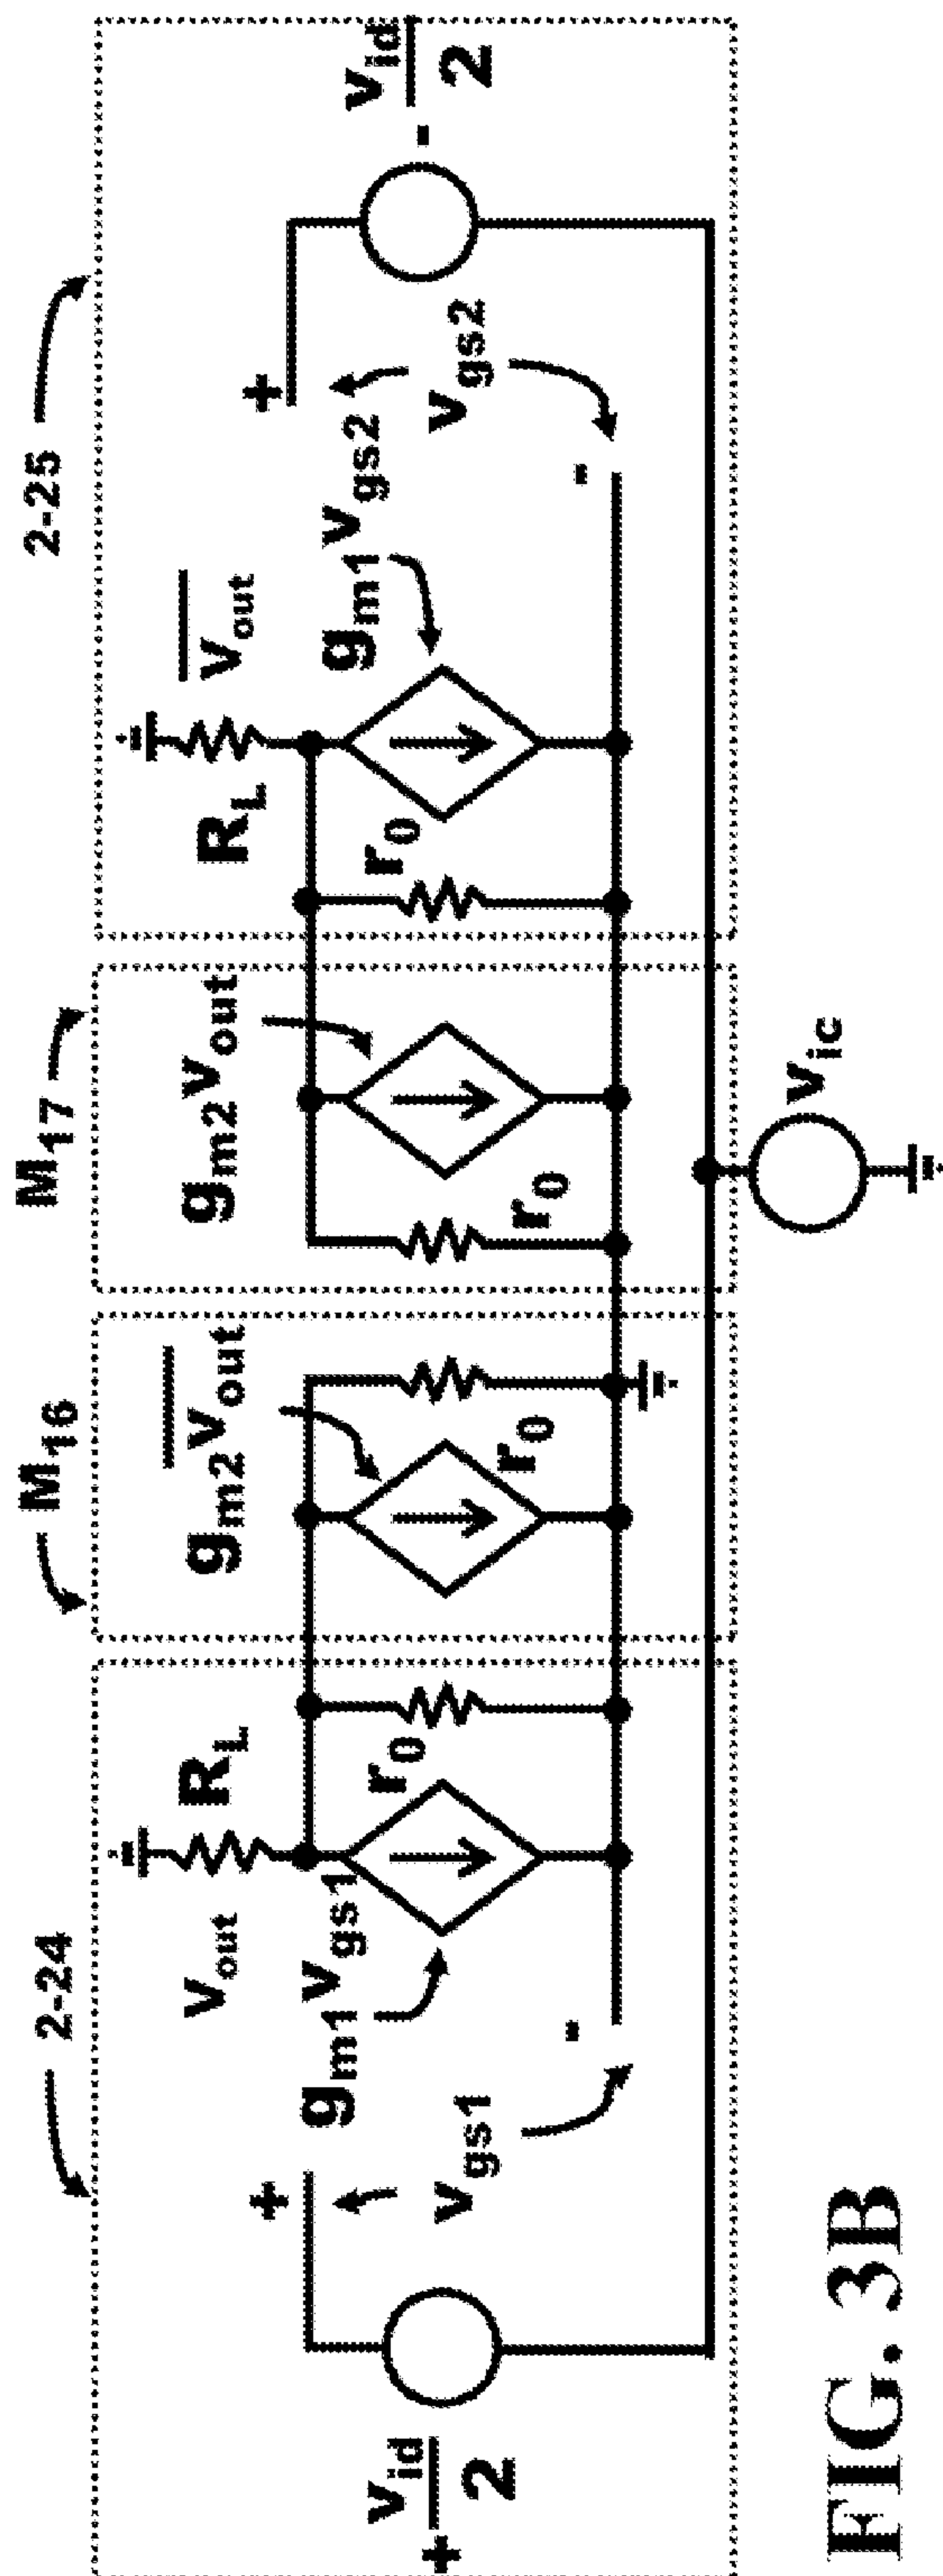 2-24
M16
M17
2-25
Vout
RL
gm2Vout
gm2Vout
RL
Vout
gm1Vgs1
r0
r0
r0
r0
gm1Vgs2
+
+
+ vid/2
vgs1
-
-
vgs2
- vid/2
vic
FIG. 3B